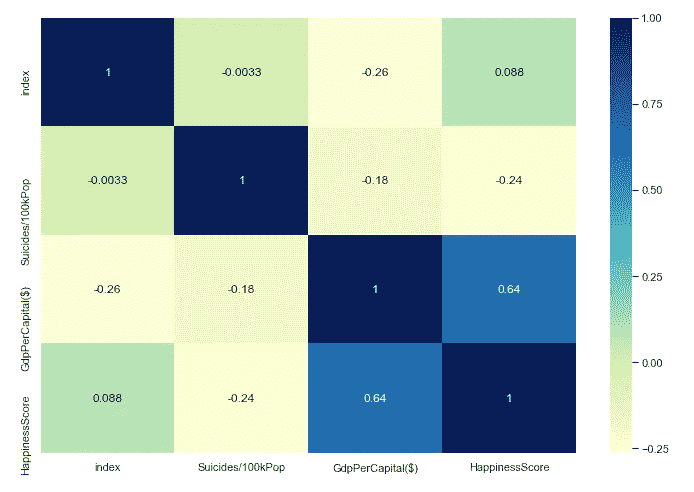 index
1
-0.0033
-0.26
0.088
Suicides/100kPop
-0.0033
1
-0.18
-0.24
GdpPerCapital($)
-0.26
-0.18
1
0.64
HappinessScore
0.088
-0.24
0.64
1
index
Suicides/100kPop
GdpPerCapital($)
HappinessScore
1.00
0.75
0.50
0.25
0.00
−0.25